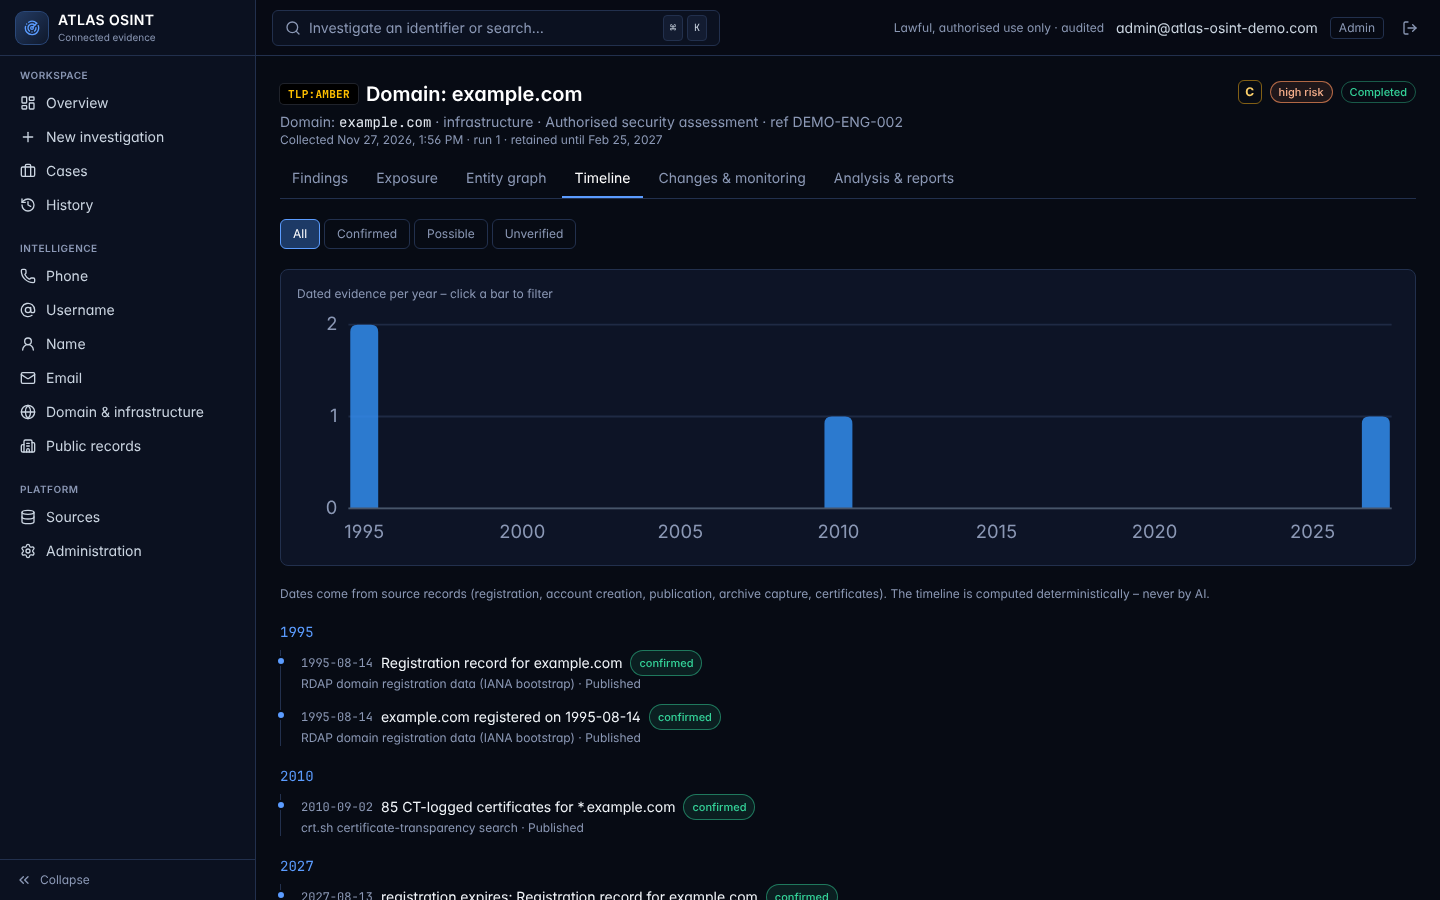 ATLAS OSINT
Connected evidence
Investigate an identifier or search...
⌘
K
Lawful, authorised use only · audited
admin@atlas-osint-demo.com
Admin
WORKSPACE
Overview
New investigation
Cases
History
INTELLIGENCE
Phone
Username
Name
Email
Domain & infrastructure
Public records
PLATFORM
Sources
Administration
Collapse
TLP:AMBER
Domain: example.com
C
high risk
Completed
Domain: example.com · infrastructure · Authorised security assessment · ref DEMO-ENG-002
Collected Nov 27, 2026, 1:56 PM · run 1 · retained until Feb 25, 2027
Findings
Exposure
Entity graph
Timeline
Changes & monitoring
Analysis & reports
All
Confirmed
Possible
Unverified
Dated evidence per year – click a bar to filter
2
1
0
1995
2000
2005
2010
2015
2020
2025
Dates come from source records (registration, account creation, publication, archive capture, certificates). The timeline is computed deterministically – never by AI.
1995
1995-08-14 Registration record for example.com confirmed
RDAP domain registration data (IANA bootstrap) · Published
1995-08-14 example.com registered on 1995-08-14 confirmed
RDAP domain registration data (IANA bootstrap) · Published
2010
2010-09-02 85 CT-logged certificates for *.example.com confirmed
crt.sh certificate-transparency search · Published
2027
2027-08-13 registration expires: Registration record for example.com confirmed